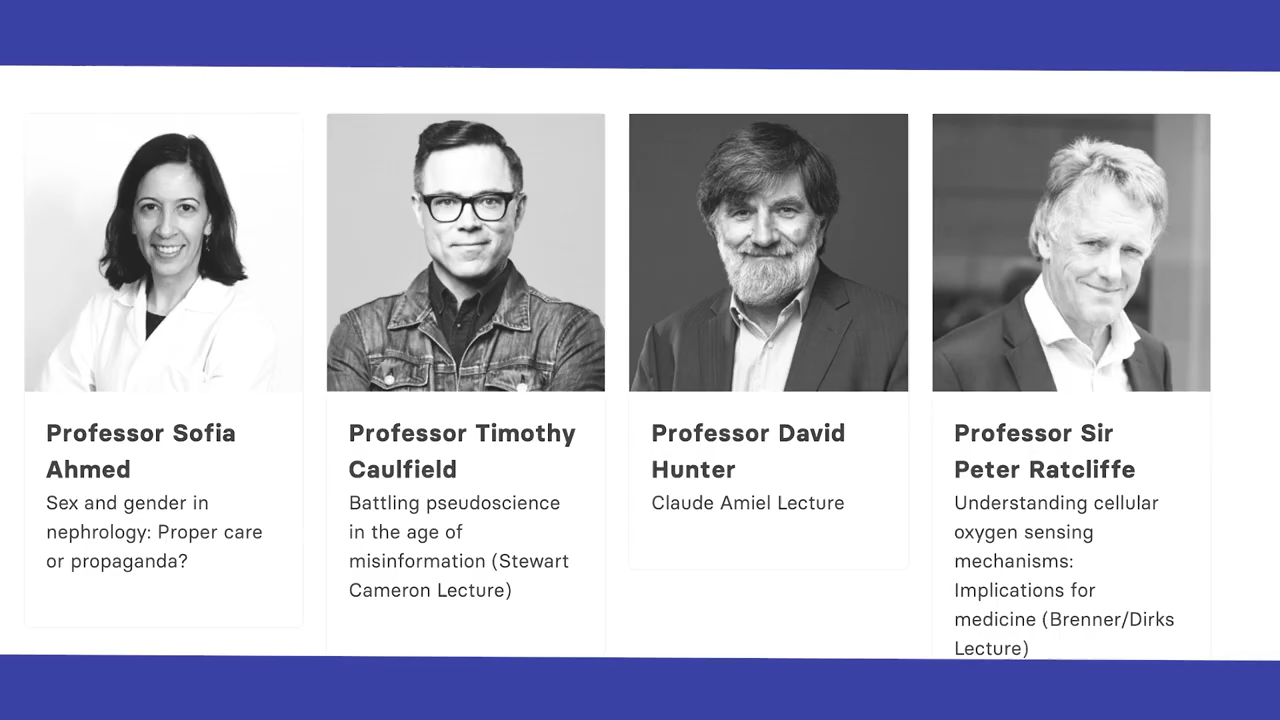 Professor Sofia
Ahmed
Sex and gender in
nephrology: Proper care
or propaganda?
Professor Timothy
Caulfield
Battling pseudoscience
in the age of
misinformation (Stewart
Cameron Lecture)
Professor David
Hunter
Claude Amiel Lecture
Professor Sir
Peter Ratcliffe
Understanding cellular
oxygen sensing
mechanisms:
Implications for
medicine (Brenner/Dirks
Lecture)